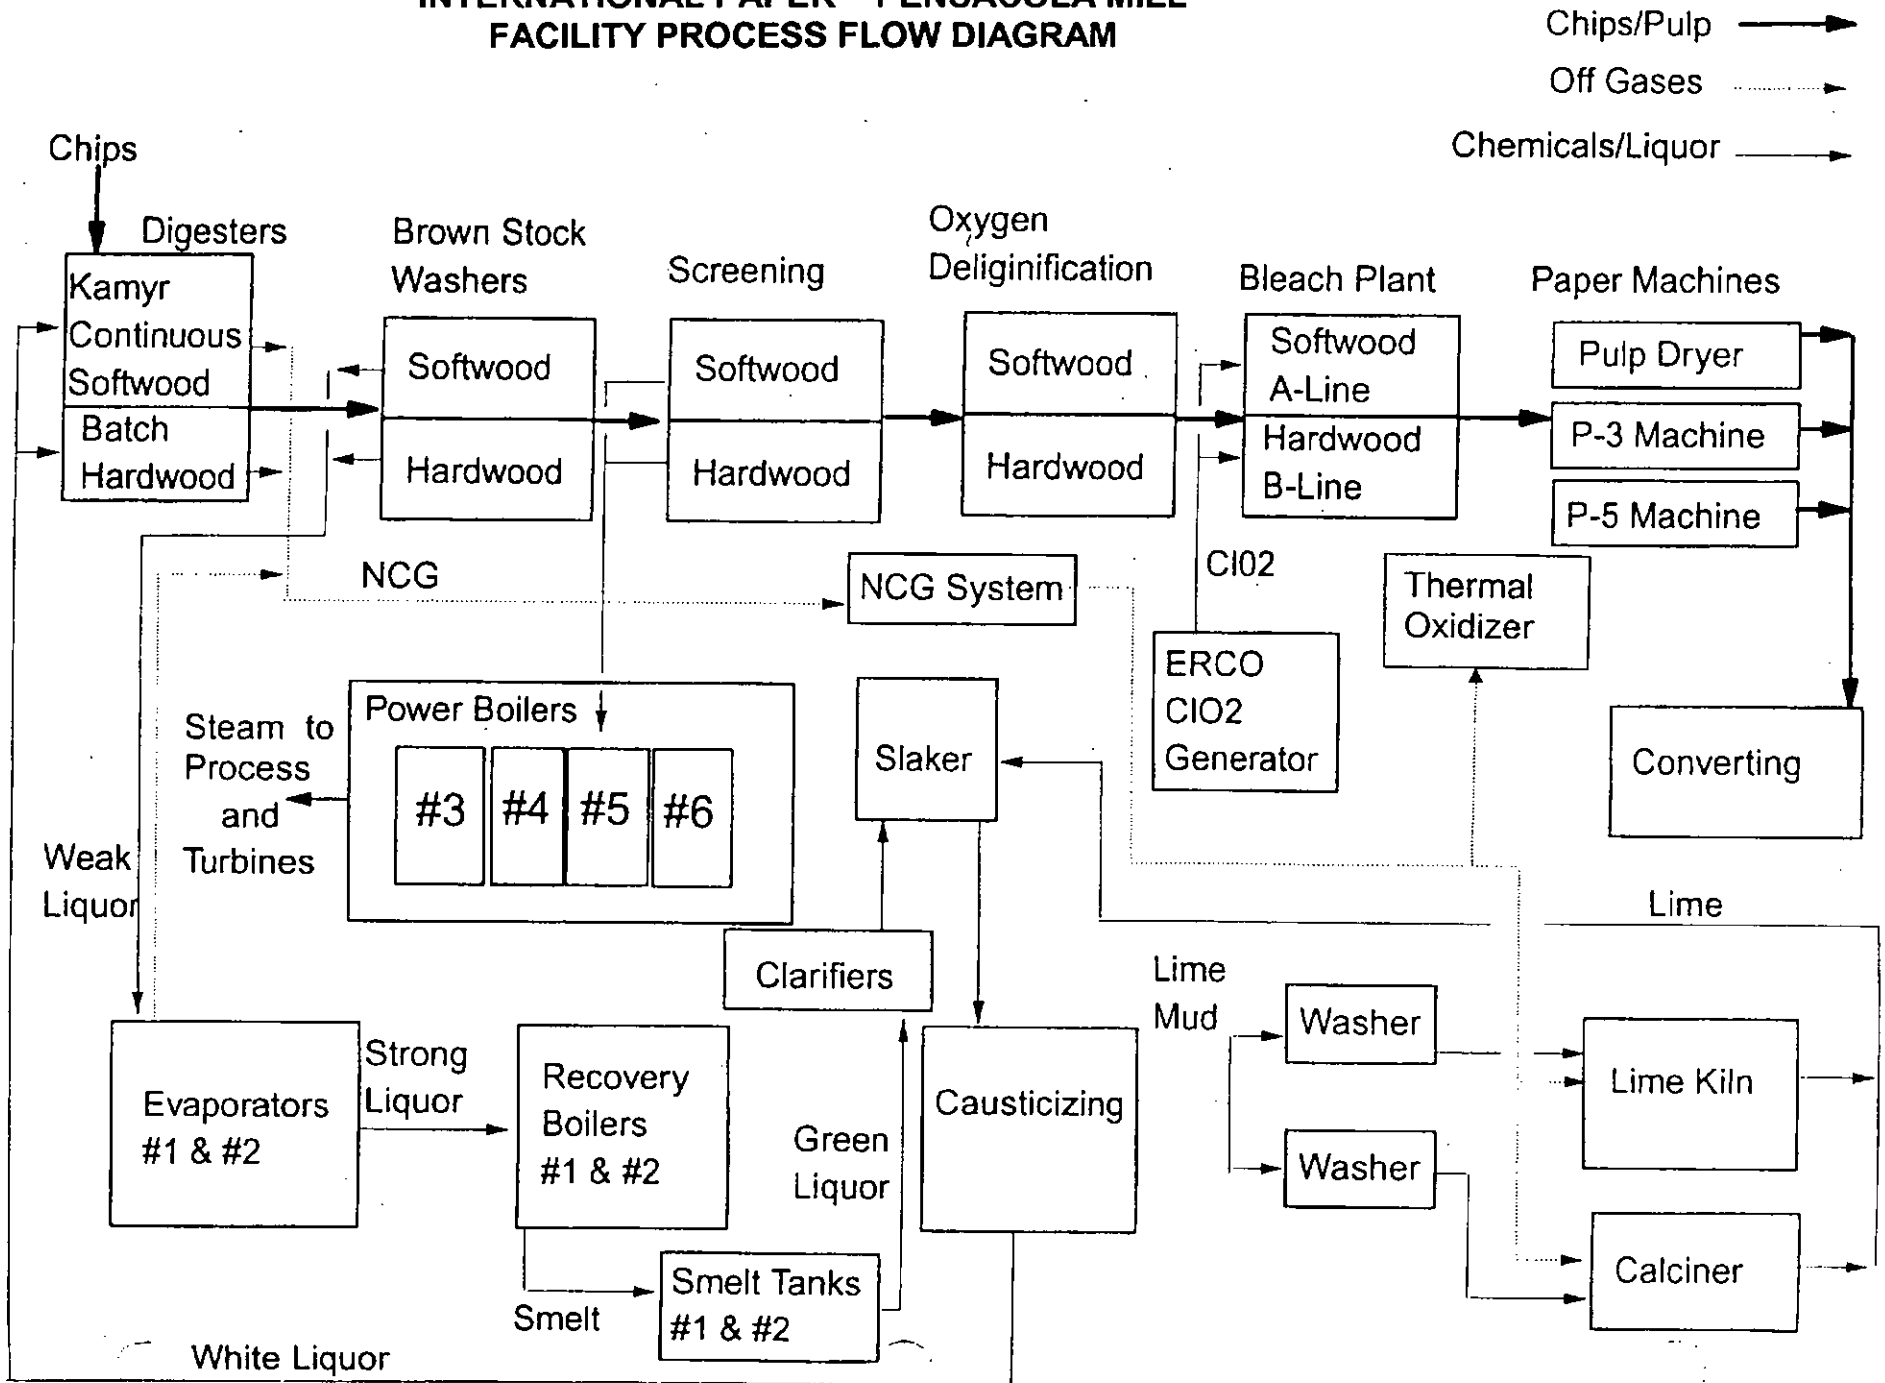 INTERNATIONAL PAPER - PENSACOLA MILL
FACILITY PROCESS FLOW DIAGRAM
Chips/Pulp
Off Gases
Chemicals/Liquor
Chips
Digesters
Kamyr
Continuous
Softwood
Batch
Hardwood
Brown Stock
Washers
Softwood
Hardwood
Screening
Softwood
Hardwood
Oxygen
Deliginification
Softwood
Hardwood
Bleach Plant
Softwood
A-Line
Hardwood
B-Line
Paper Machines
Pulp Dryer
P-3 Machine
P-5 Machine
NCG
NCG System
Cl02
Thermal
Oxidizer
ERCO
ClO2
Generator
Converting
Steam to
Process
and
Turbines
Power Boilers
#3
#4
#5
#6
Slaker
Weak
Liquor
Lime
Clarifiers
Lime
Mud
Washer
Washer
Lime Kiln
Calciner
Evaporators
#1 & #2
Strong
Liquor
Recovery
Boilers
#1 & #2
Green
Liquor
Causticizing
Smelt
Smelt Tanks
#1 & #2
White Liquor